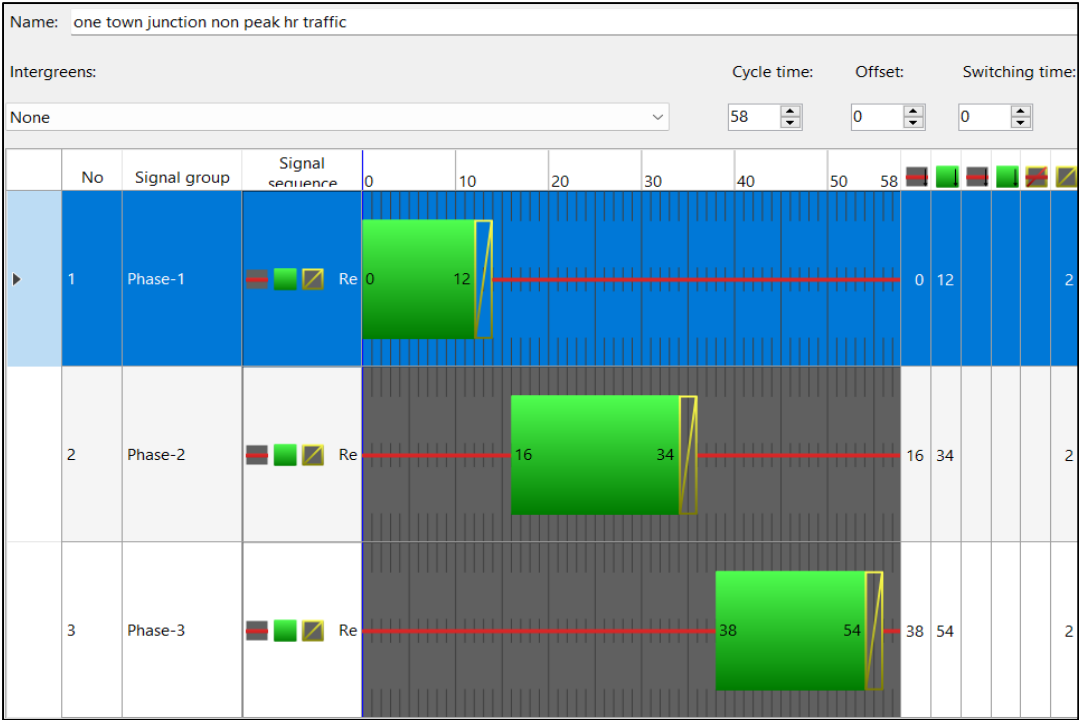 Name: one town junction non peak hr traffic
Intergreens: Cycle time: Offset: Switching time:
None 58 0 0
No Signal group Signal sequence 0 10 20 30 40 50 58
1 Phase-1 Re 0 12 0 12 2
2 Phase-2 Re 16 34 16 34 2
3 Phase-3 Re 38 54 38 54 2